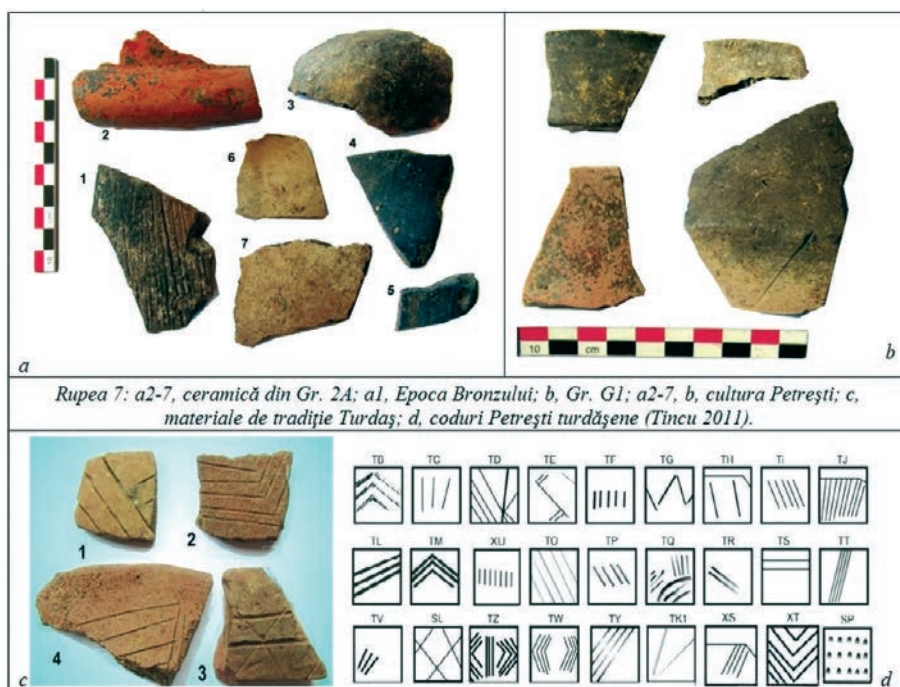 2
3
6
4
1
7
5
10
a
10 cm
b
Rupea 7: a2-7, ceramică din Gr. 2A; a1, Epoca Bronzului; b, Gr. G1; a2-7, b, cultura Petreşti; c,
materiale de tradiţie Turdaş; d, coduri Petreşti turdăşene (Tincu 2011).
1
2
4
3
c
TB TC TD TE TF TG TH Ti TJ
TL TM XU TO TP TQ TR TS TT
TV SL TZ TW TY TK1 XS XT SP
d